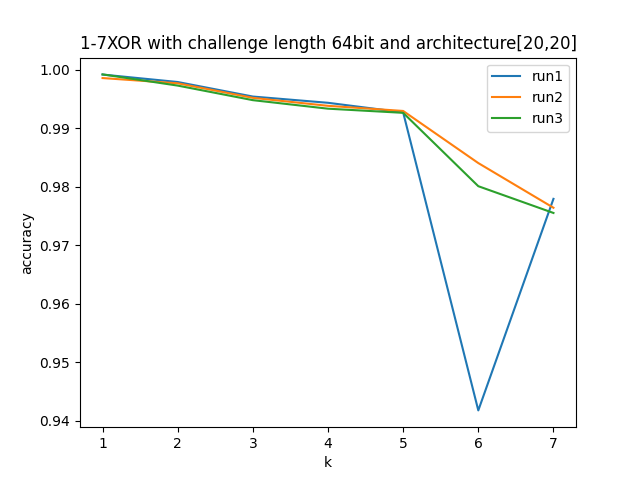 1-7XOR with challenge length 64bit and architecture[20,20]
run1
run2
run3
1.00
0.99
0.98
0.97
0.96
0.95
0.94
accuracy
1 2 3 4 5 6 7
k